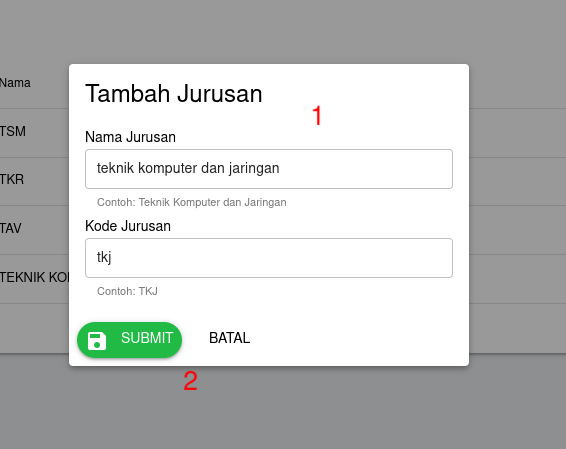 Tambah Jurusan
1
Nama
Nama Jurusan
TSM
teknik komputer dan jaringan
TKR
Contoh: Teknik Komputer dan Jaringan
Kode Jurusan
TAV
tkj
TEKNIK KO
Contoh: TKJ
SUBMIT BATAL
2